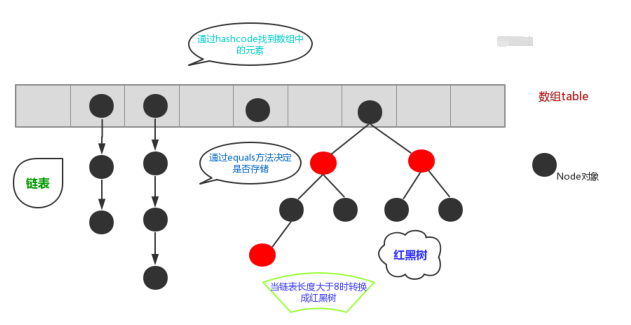 通过hashcode找到数组中
的元素
数组table
通过equals方法决定
是否存储
链表
Node对象
红黑树
当链表长度大于8时转换
成红黑树